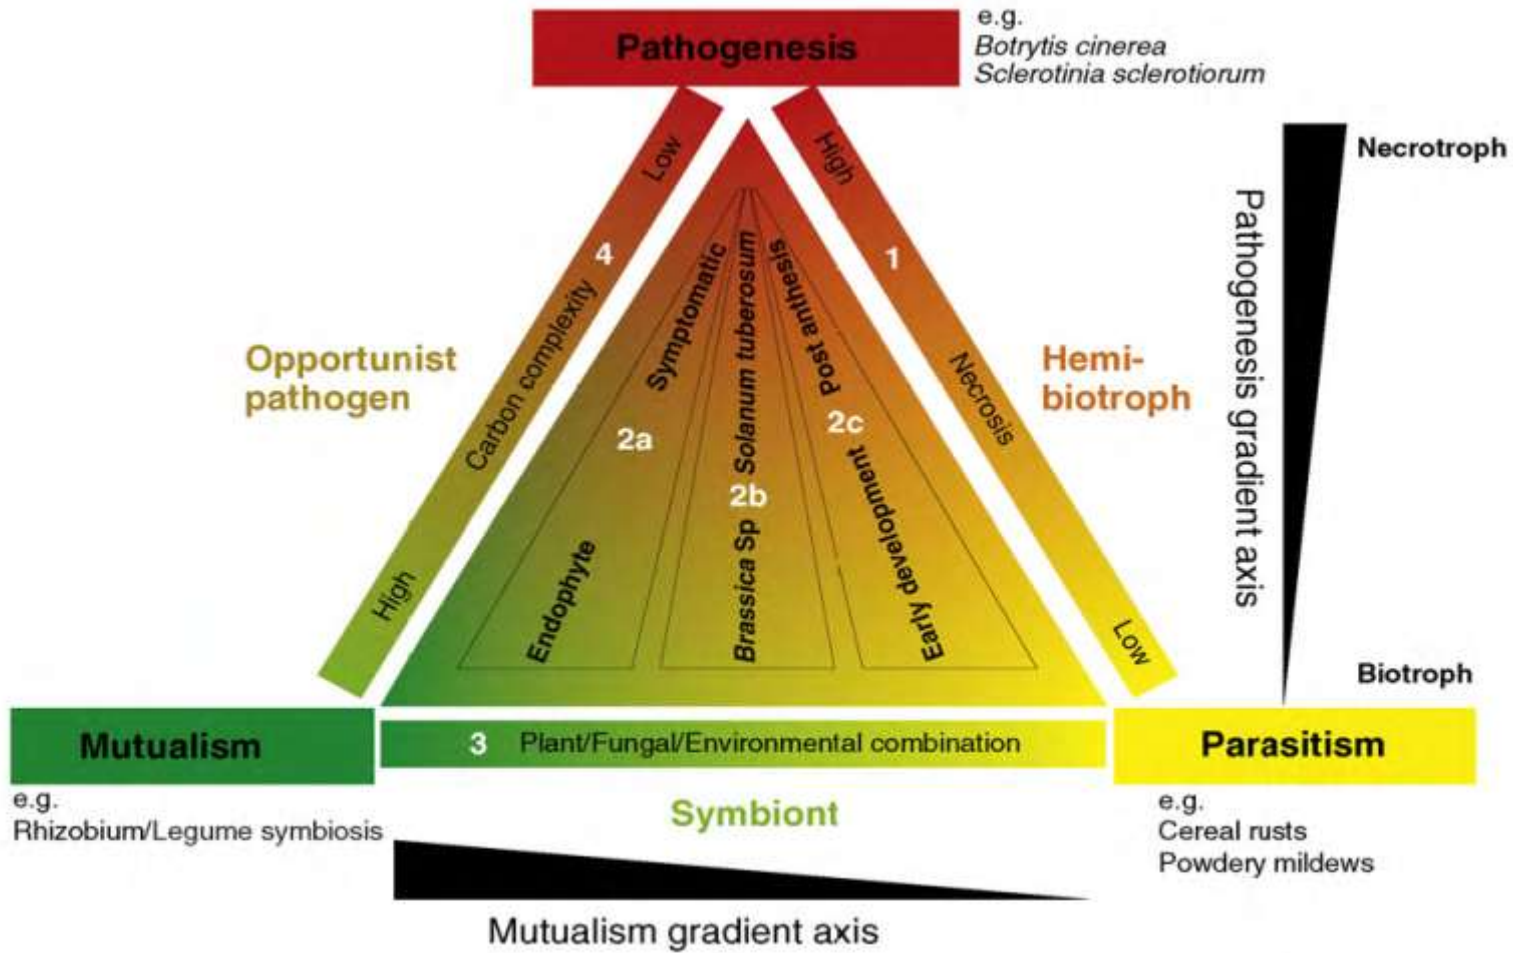 Pathogenesis
e.g.
Botrytis cinerea
Sclerotinia sclerotiorum
Low
4
Carbon complexity
High
High
1
Necrosis
Low
Opportunist
pathogen
Hemi-
biotroph
Symptomatic
2a
Endophyte
Solanum tuberosum
2b
Brassica Sp
Post anthesis
2c
Early development
Necrotroph
Pathogenesis gradient axis
Biotroph
Mutualism
3 Plant/Fungal/Environmental combination
Parasitism
e.g.
Rhizobium/Legume symbiosis
Symbiont
e.g.
Cereal rusts
Powdery mildews
Mutualism gradient axis